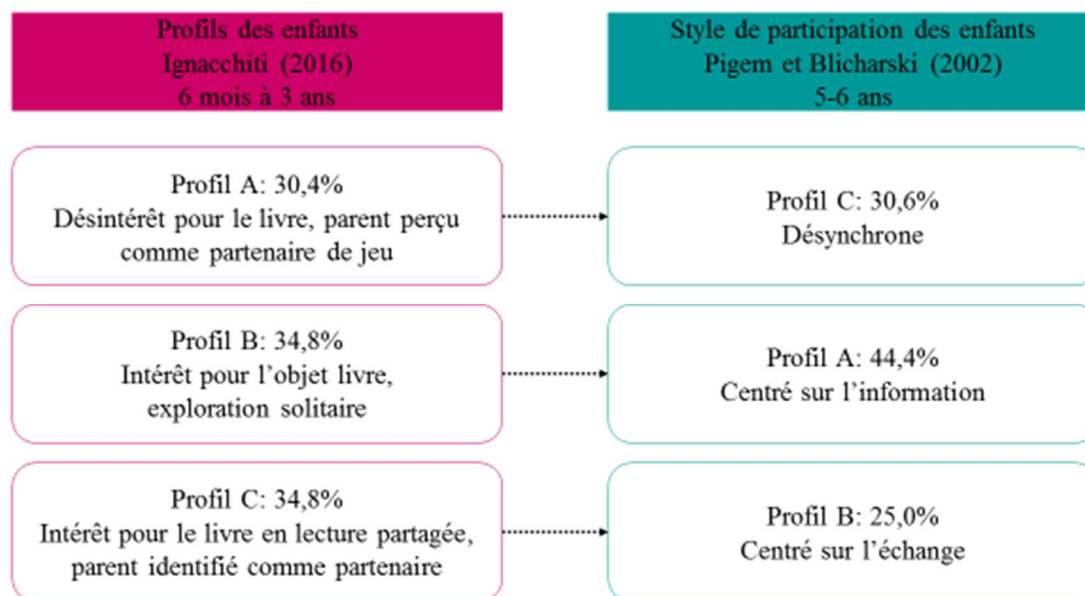 Profils des enfants
Ignacchiti (2016)
6 mois à 3 ans
Style de participation des enfants
Pigem et Blicharski (2002)
5-6 ans
Profil A: 30,4%
Désintérêt pour le livre, parent perçu
comme partenaire de jeu
Profil C: 30,6%
Désynchrone
Profil B: 34,8%
Intérêt pour l’objet livre,
exploration solitaire
Profil A: 44,4%
Centré sur l’information
Profil C: 34,8%
Intérêt pour le livre en lecture partagée,
parent identifié comme partenaire
Profil B: 25,0%
Centré sur l’échange